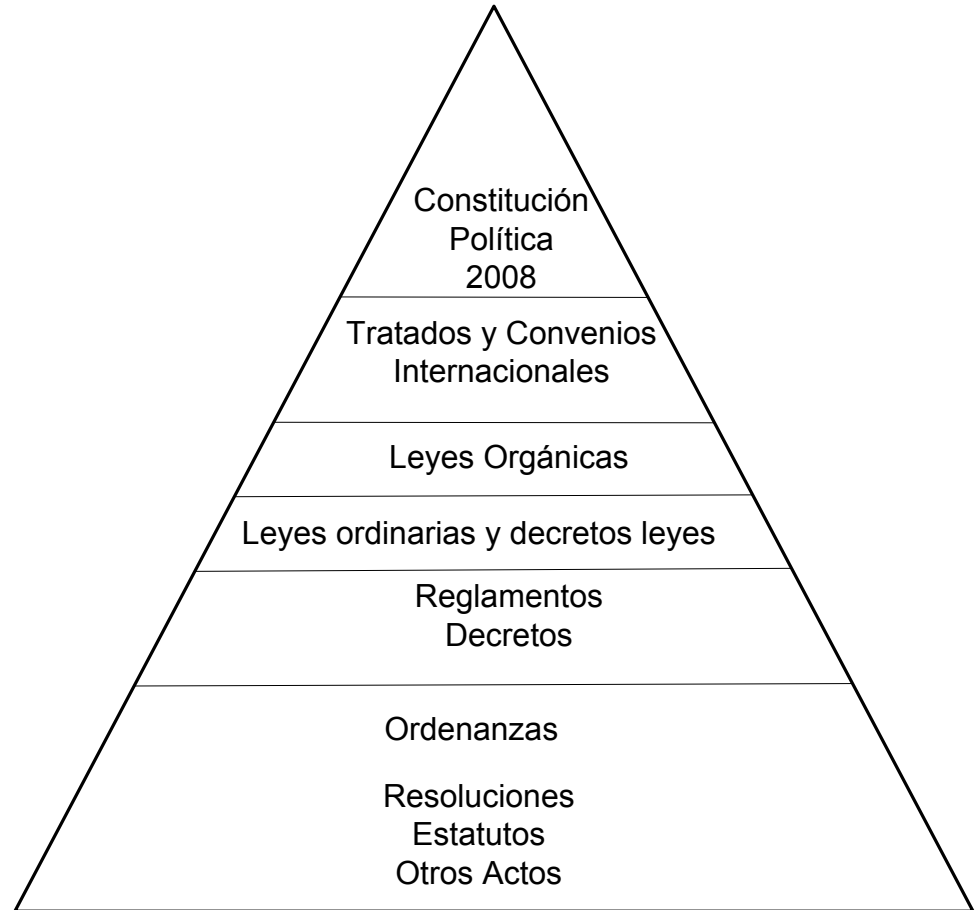 Constitución
Política
2008
Tratados y Convenios
Internacionales
Leyes Orgánicas
Leyes ordinarias y decretos leyes
Reglamentos
Decretos
Ordenanzas
Resoluciones
Estatutos
Otros Actos